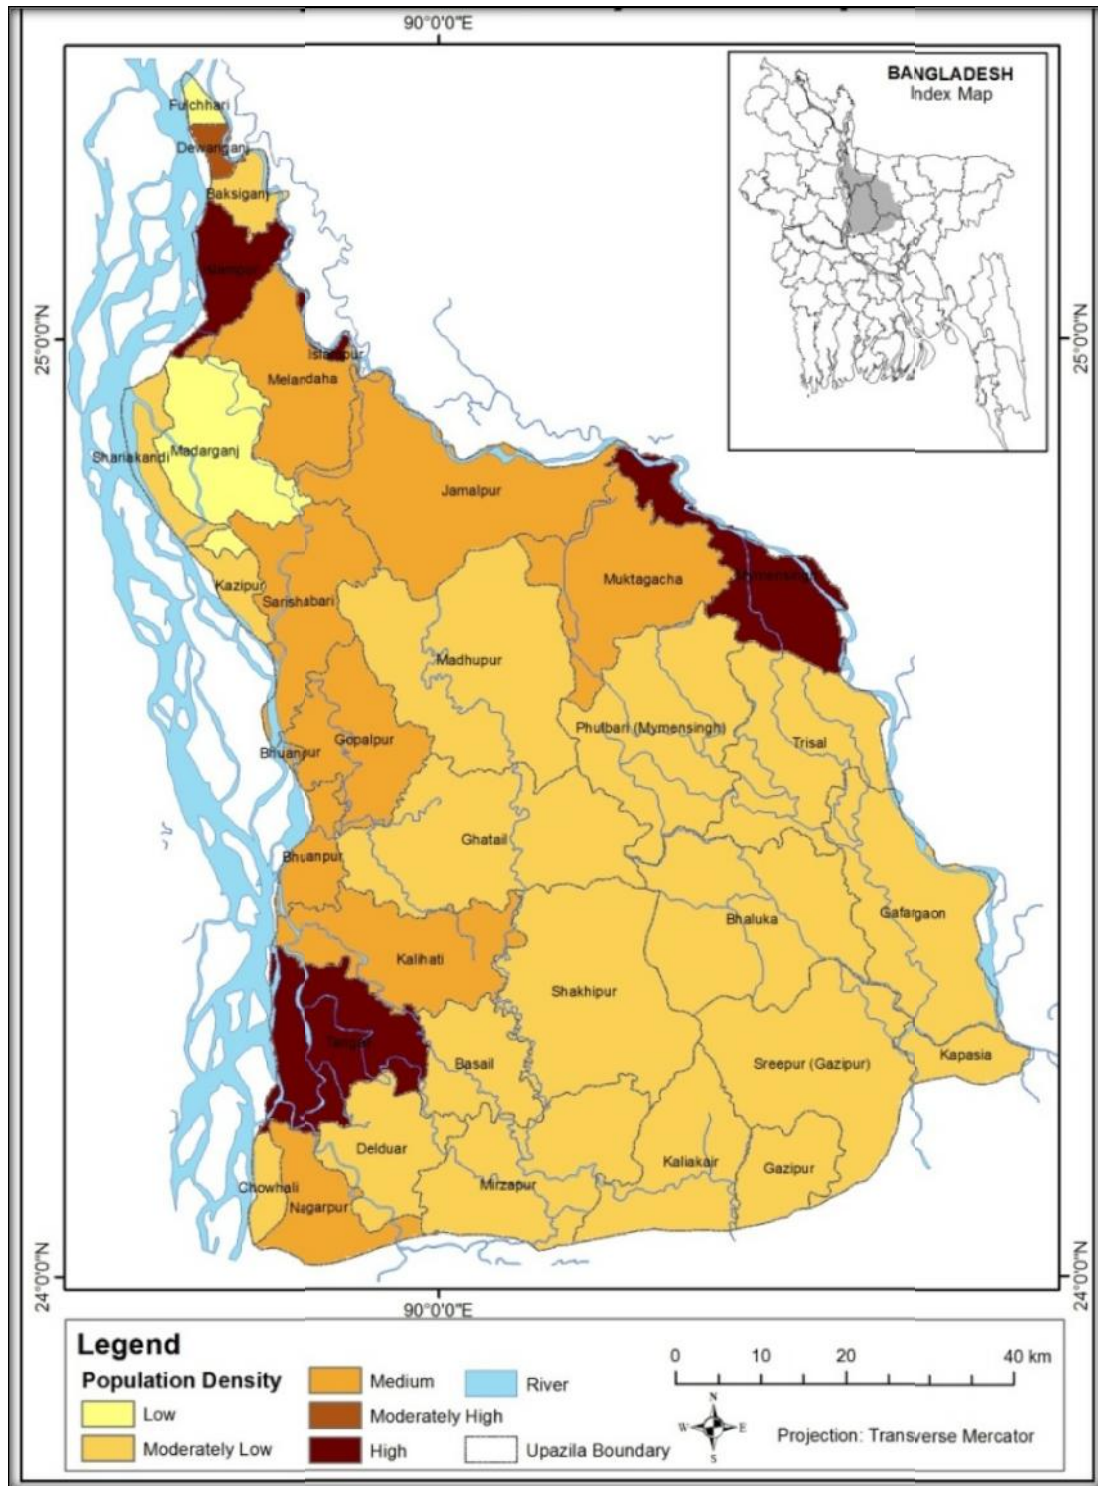 90°0'0"E
BANGLADESH
Index Map
Fulchhari
Dewanganj
Baksiganj
Islampur
25°0'0"N
25°0'0"N
Islampur
Melandaha
Shariakandi
Madarganj
Jamalpur
Muktagacha
Mymensingh
Kazipur
Sarishabari
Madhupur
Phulbari (Mymensingh)
Trisal
Gopalpur
Bhuanpur
Ghatail
Bhuanpur
Gafargaon
Bhaluka
Kalihati
Shakhipur
Tangail
Basail
Sreepur (Gazipur)
Kapasia
Delduar
Kaliakair
Gazipur
Chowhali
Mirzapur
Nagarpur
24°0'0"N
24°0'0"N
90°0'0"E
Legend
Population Density
Low
Moderately Low
Medium
Moderately High
High
River
Upazila Boundary
0 10 20 40 km
N
W E
S
Projection: Transverse Mercator